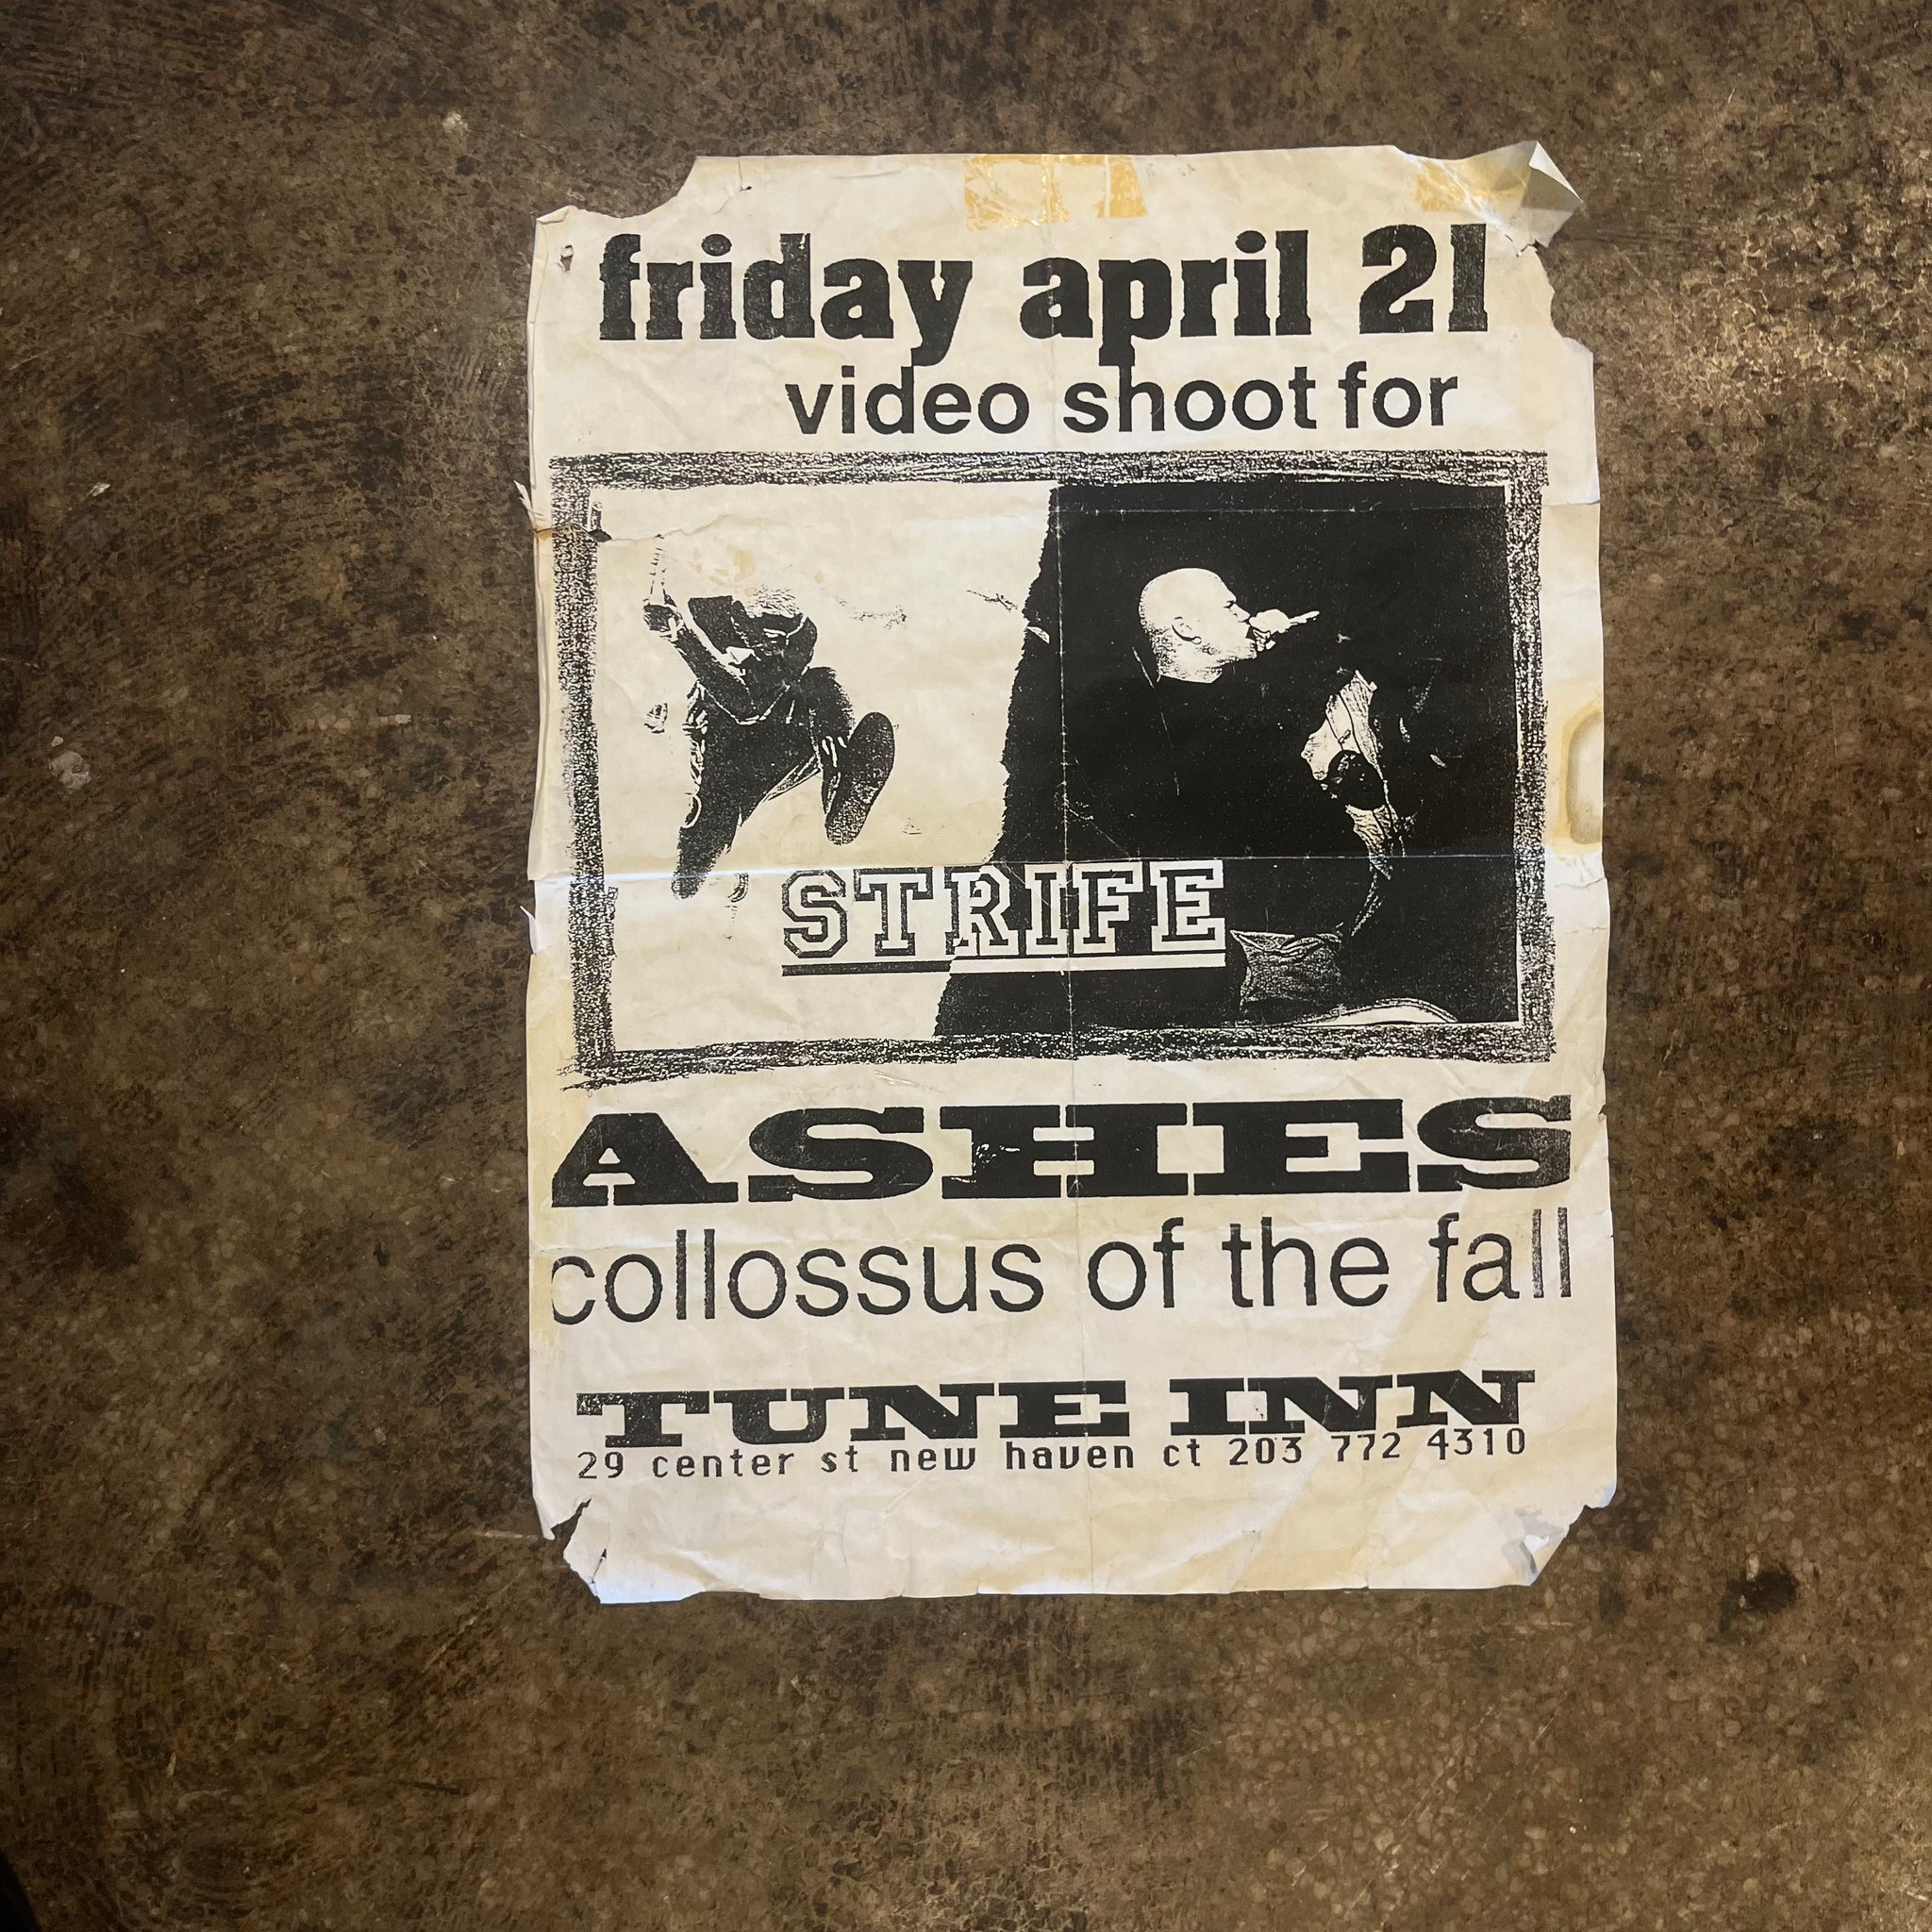 friday april 21
video shoot for
STRIFE
ASHES
collossus of the fall
TUNE INN
29 center st new haven ct 203 772 4310